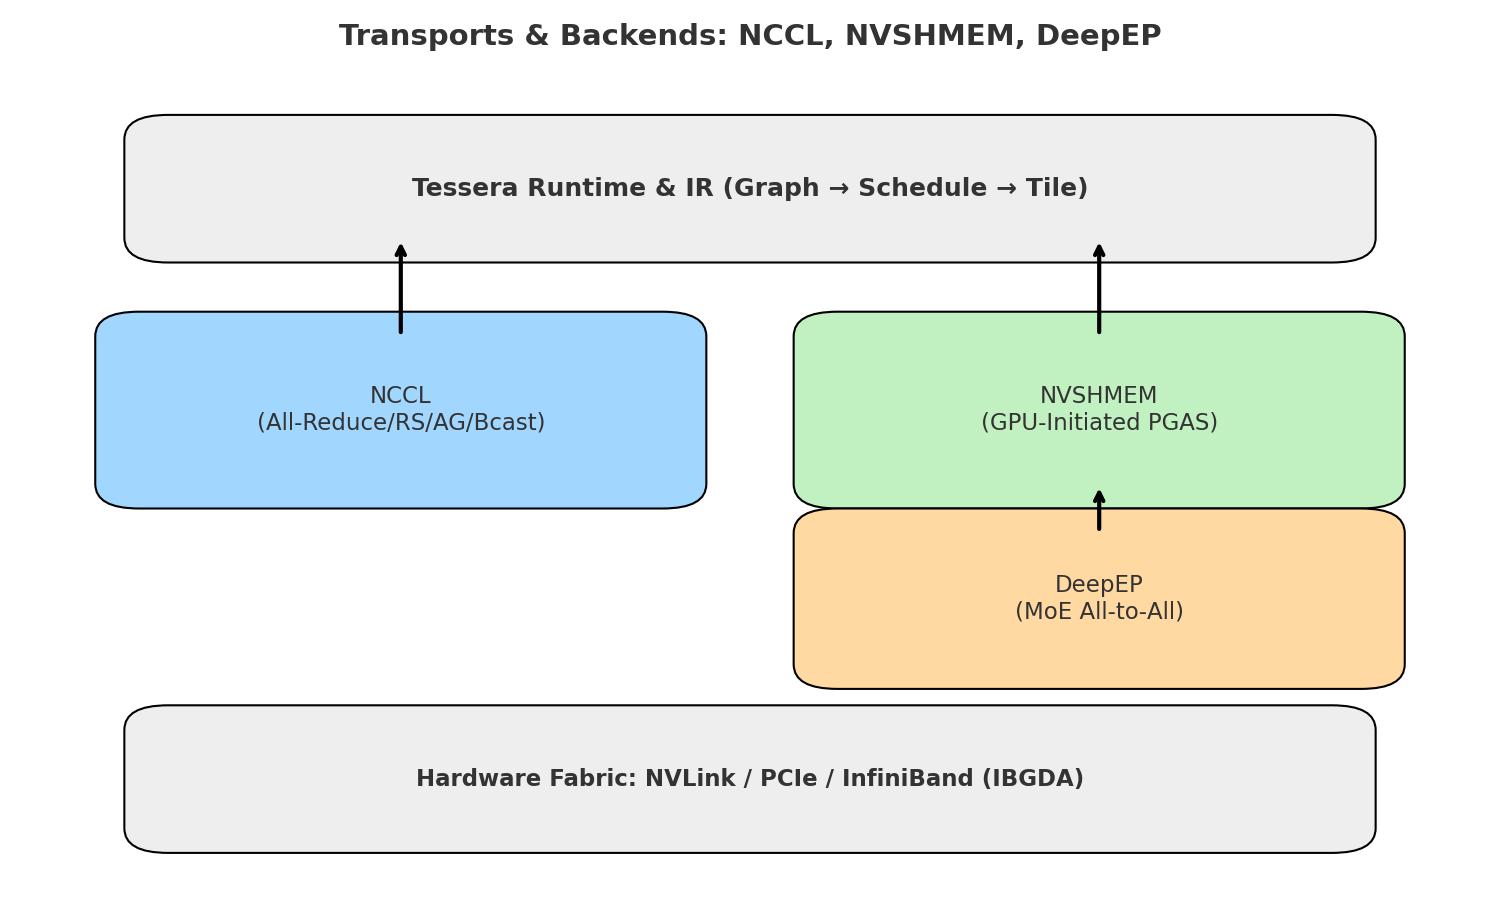 Transports & Backends: NCCL, NVSHMEM, DeepEP
Tessera Runtime & IR (Graph → Schedule → Tile)
NCCL
(All-Reduce/RS/AG/Bcast)
NVSHMEM
(GPU-Initiated PGAS)
DeepEP
(MoE All-to-All)
Hardware Fabric: NVLink / PCIe / InfiniBand (IBGDA)